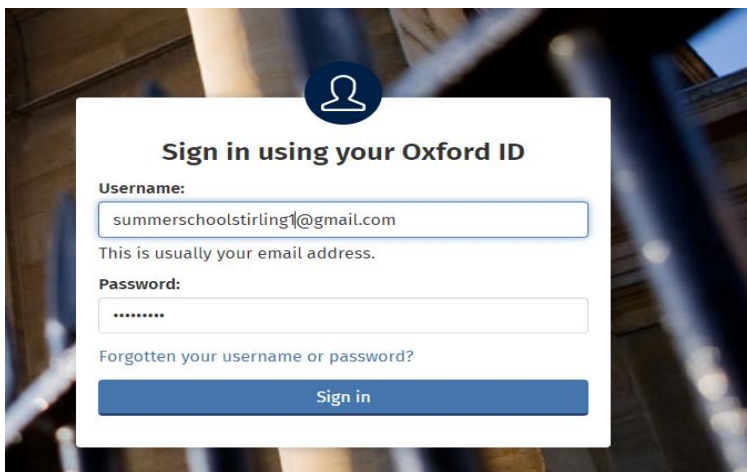 Sign in using your Oxford ID
Username:
summerschoolstirling1@gmail.com
This is usually your email address.
Password:
•••••••••
Forgotten your username or password?
Sign in